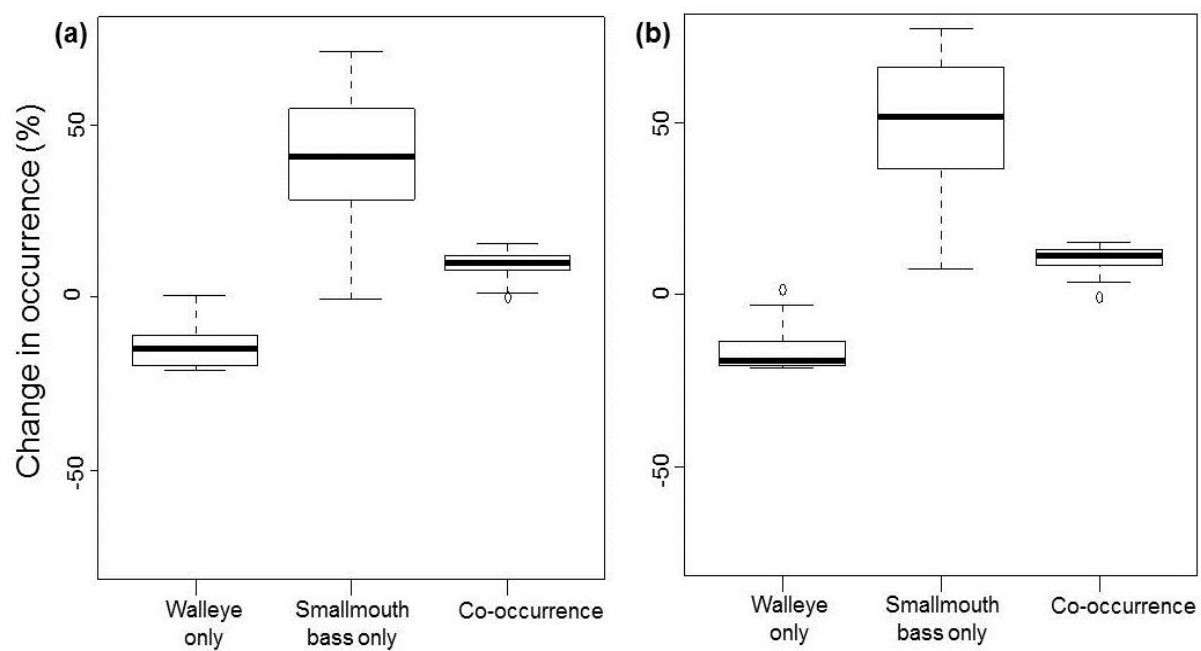 (a)
Change in occurrence (%)
50
0
-50
Walleye only
Smallmouth bass only
Co-occurrence
(b)
50
0
-50
Walleye only
Smallmouth bass only
Co-occurrence